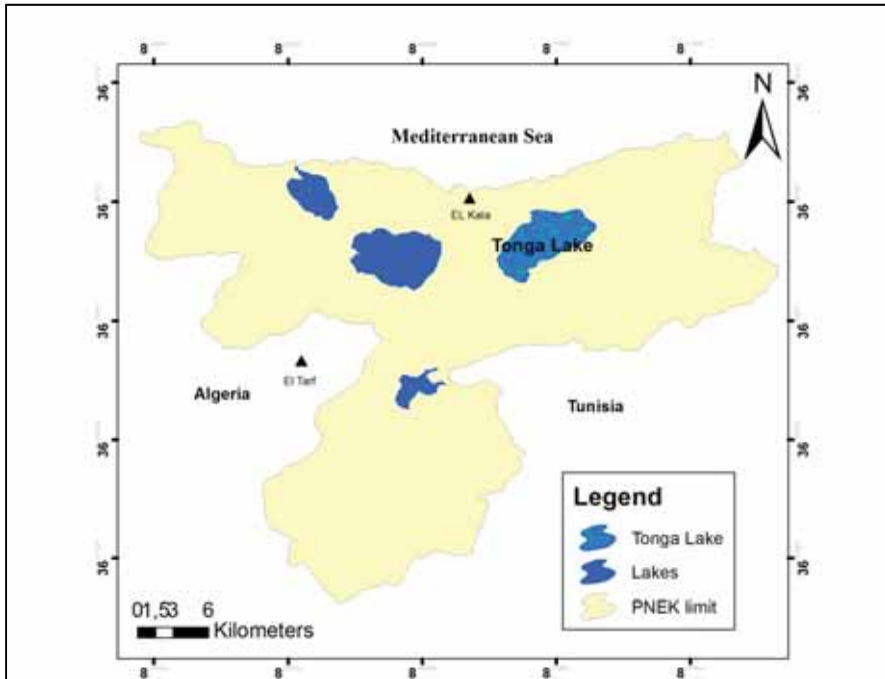 8 8 8 8 8
N
36 36
Mediterranean Sea
EL Kala
36 36
Tonga Lake
36 36
El Tarf
Algeria
Tunisia
36 36
Legend
Tonga Lake
Lakes
PNEK limit
36 36
01,53 6
Kilometers
8 8 8 8 8